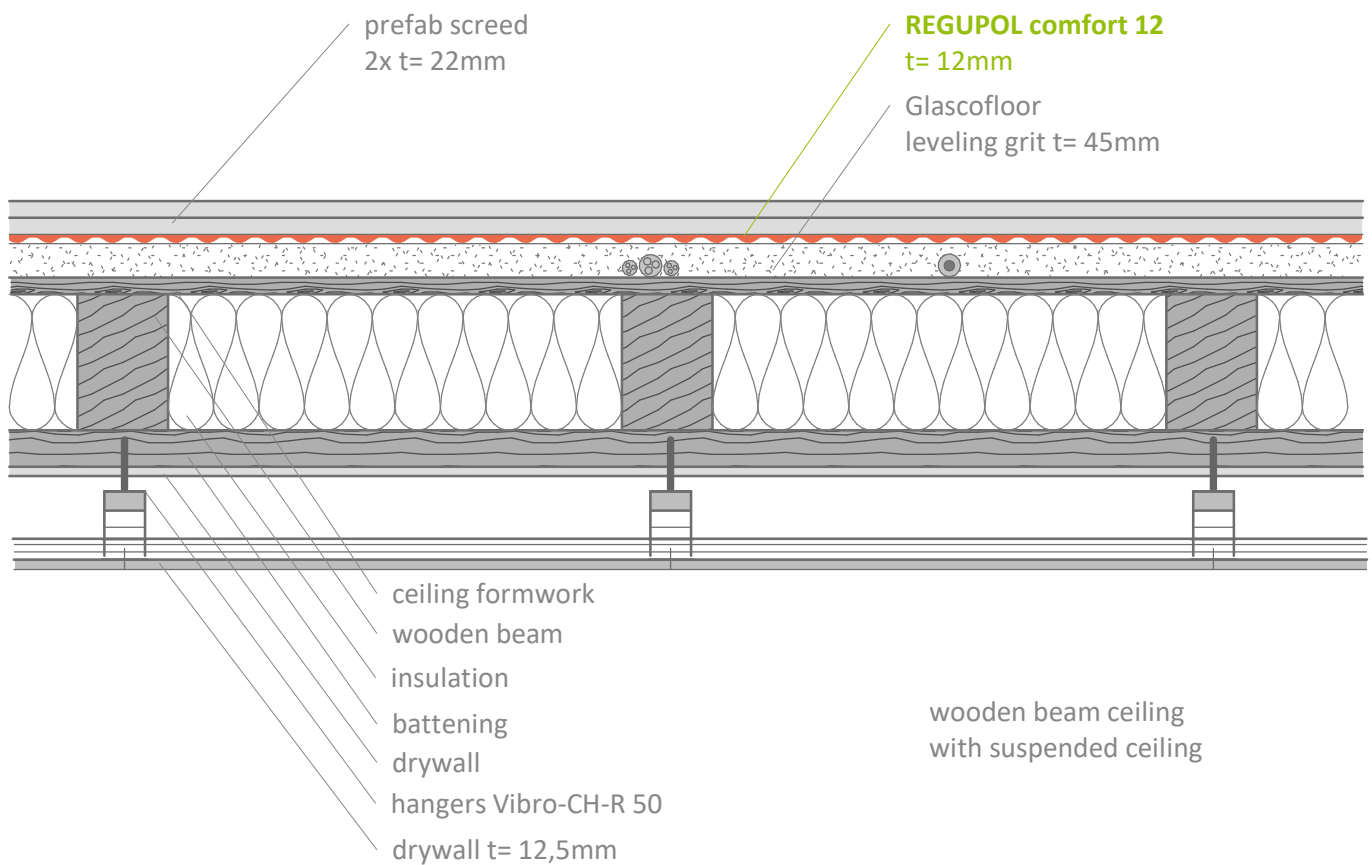 prefab screed
2x t= 22mm
REGUPOL comfort 12
t= 12mm
Glascofloor
leveling grit t= 45mm
ceiling formwork
wooden beam
insulation
battening
drywall
hangers Vibro-CH-R 50
drywall t= 12,5mm
wooden beam ceiling
with suspended ceiling